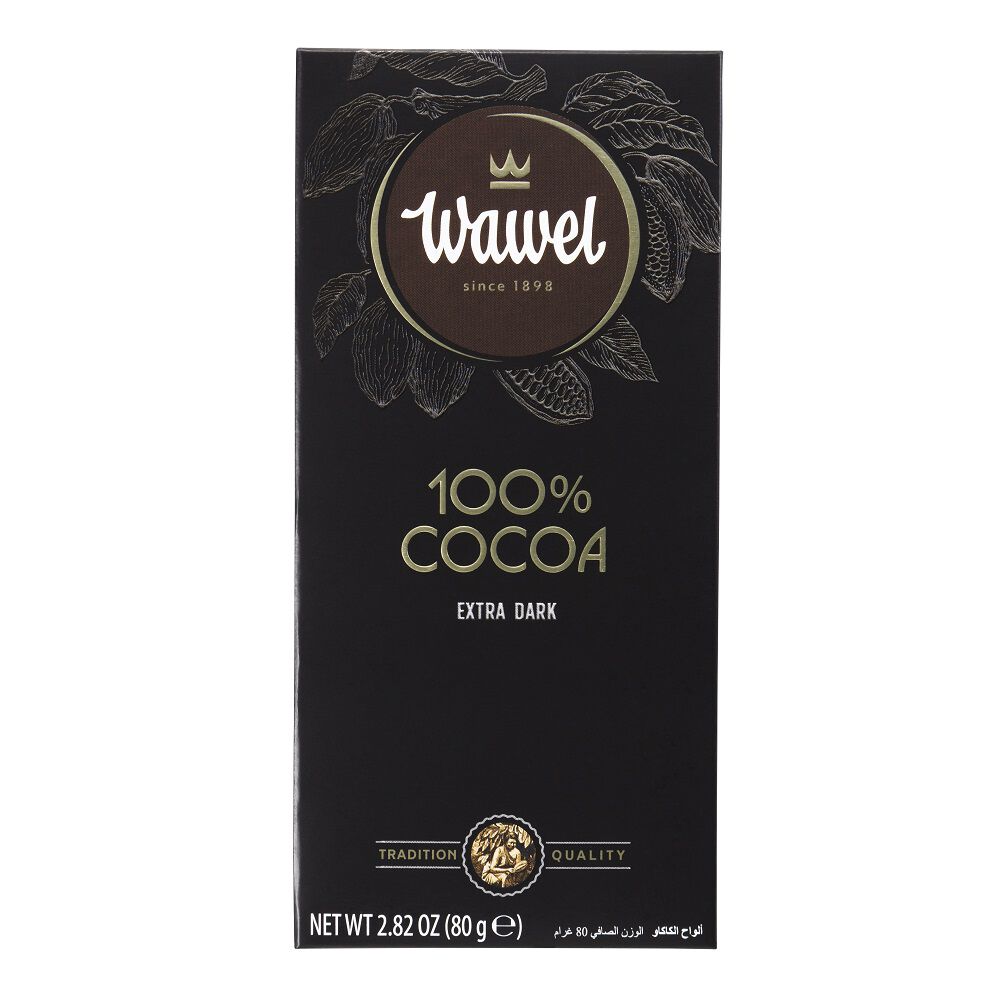 Wawel
since 1898
100%
COCOA
EXTRA DARK
TRADITION QUALITY
NET WT 2.82 OZ (80 g ℮)
ألواح الكاكاو الوزن الصافي 80 غرام